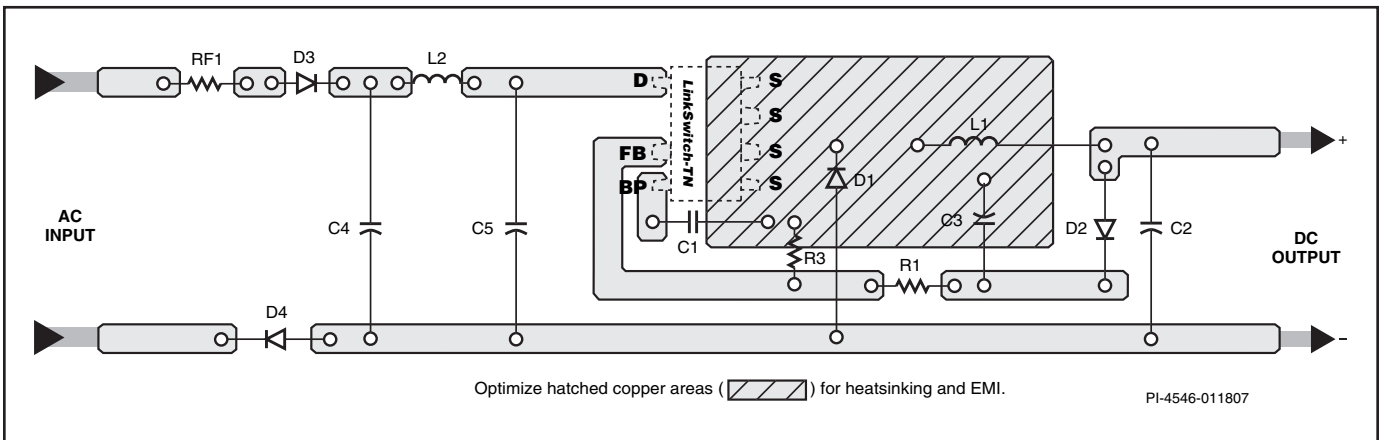 RF1
D3
L2
D
S
LinkSwitch-TN
S
L1
+
FB
S
BP
S
D1
AC
INPUT
C4
C5
C1
R3
C3
D2
C2
DC
OUTPUT
R1
D4
–
Optimize hatched copper areas ( ) for heatsinking and EMI.
PI-4546-011807